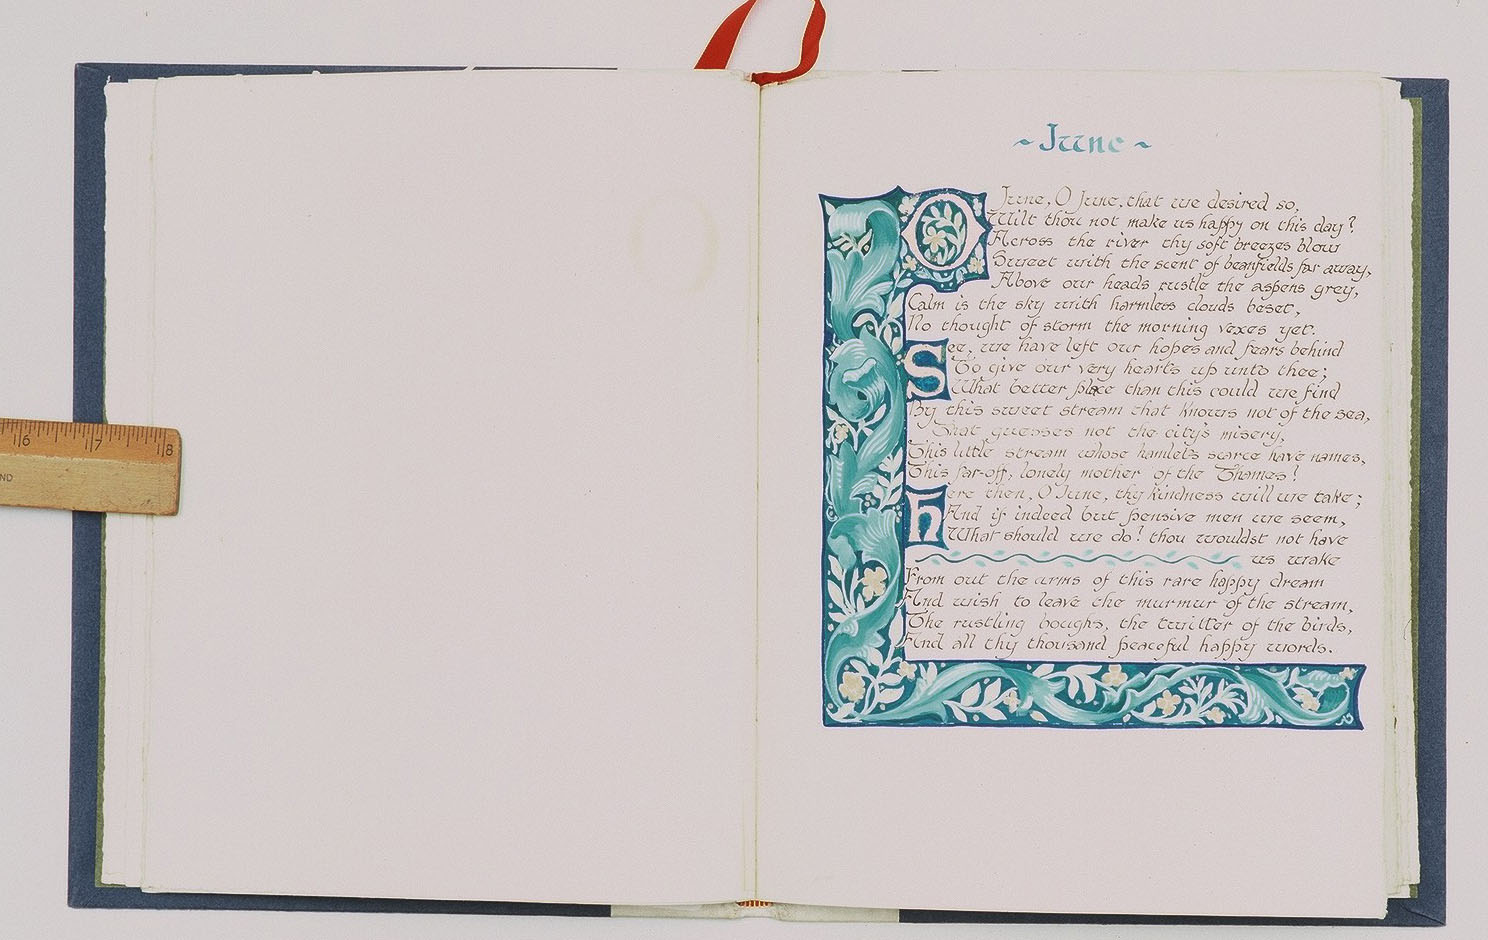 16 17 18
ND
~ June ~
O June, O June, that we desired so,
Wilt thou not make us happy on this day?
Across the river thy soft breezes blow
Sweet with the scent of beanfields far away,
Above our heads rustle the aspens grey,
Calm is the sky with harmless clouds beset,
No thought of storm the morning vexes yet.
See, we have left our hopes and fears behind
To give our very hearts up unto thee;
What better place than this could we find
By this sweet stream that knows not of the sea,
That guesses not the city's misery,
This little stream whose hamlets scarce have names,
This far-off, lonely mother of the Thames!
Here then, O June, thy kindness will we take;
And if indeed but pensive men we seem,
What should we do? thou wouldst not have
us wake
From out the arms of this rare happy dream
And wish to leave the murmur of the stream,
The rustling boughs, the twitter of the birds,
And all thy thousand peaceful happy words.